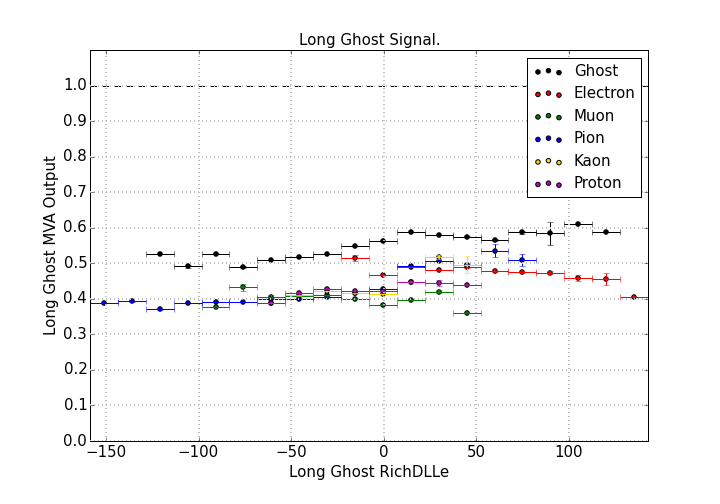 Long Ghost Signal.
Long Ghost MVA Output
1.0
0.9
0.8
0.7
0.6
0.5
0.4
0.3
0.2
0.1
0.0
Ghost
Electron
Muon
Pion
Kaon
Proton
−150
−100
−50
0
50
100
Long Ghost RichDLLe